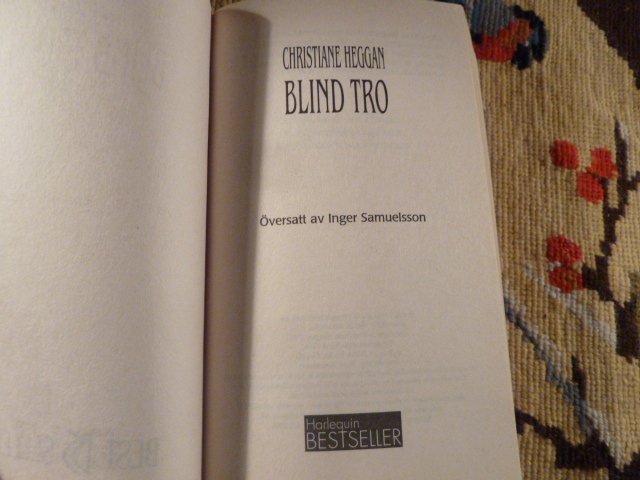 CHRISTIANE HEGGAN
BLIND TRO
Översatt av Inger Samuelsson
Harlequin
BESTSELLER